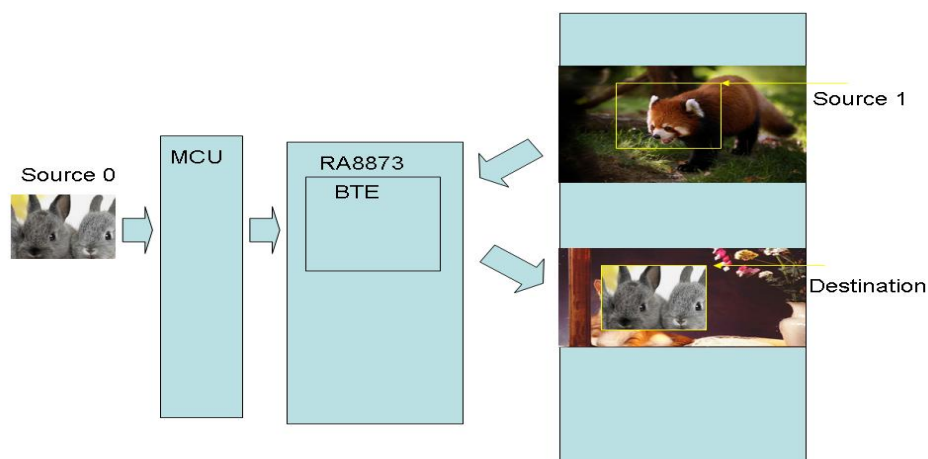 Source 0
MCU
RA8873
BTE
Source 1
Destination